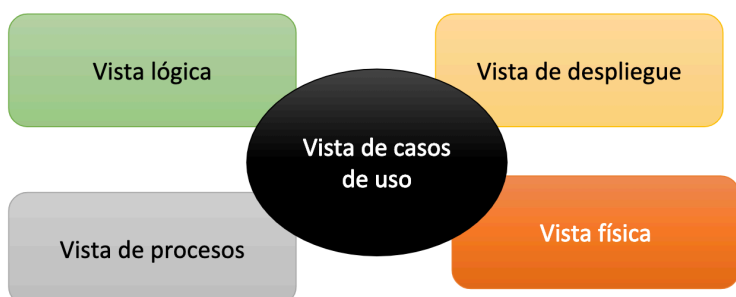 Vista lógica
Vista de despliegue
Vista de casos
de uso
Vista de procesos
Vista física